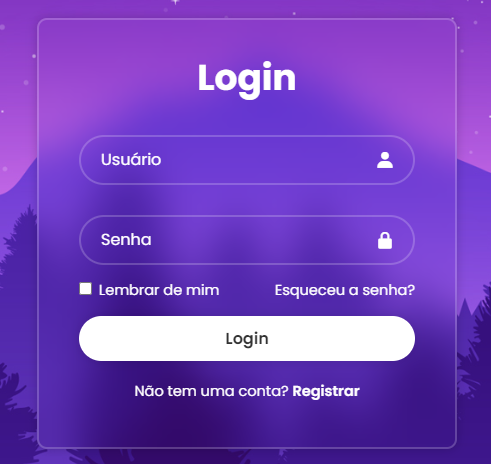 Login
Usuário
Senha
Lembrar de mim Esqueceu a senha?
Login
Não tem uma conta? Registrar